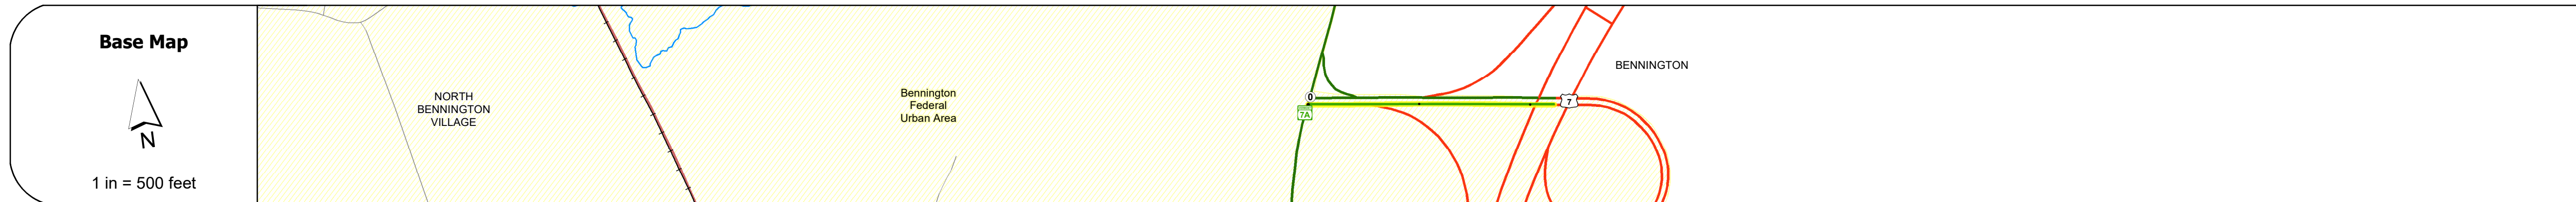 Base Map
N
1 in = 500 feet
NORTH
BENNINGTON
VILLAGE
Bennington
Federal
Urban Area
0
7A
7
BENNINGTON